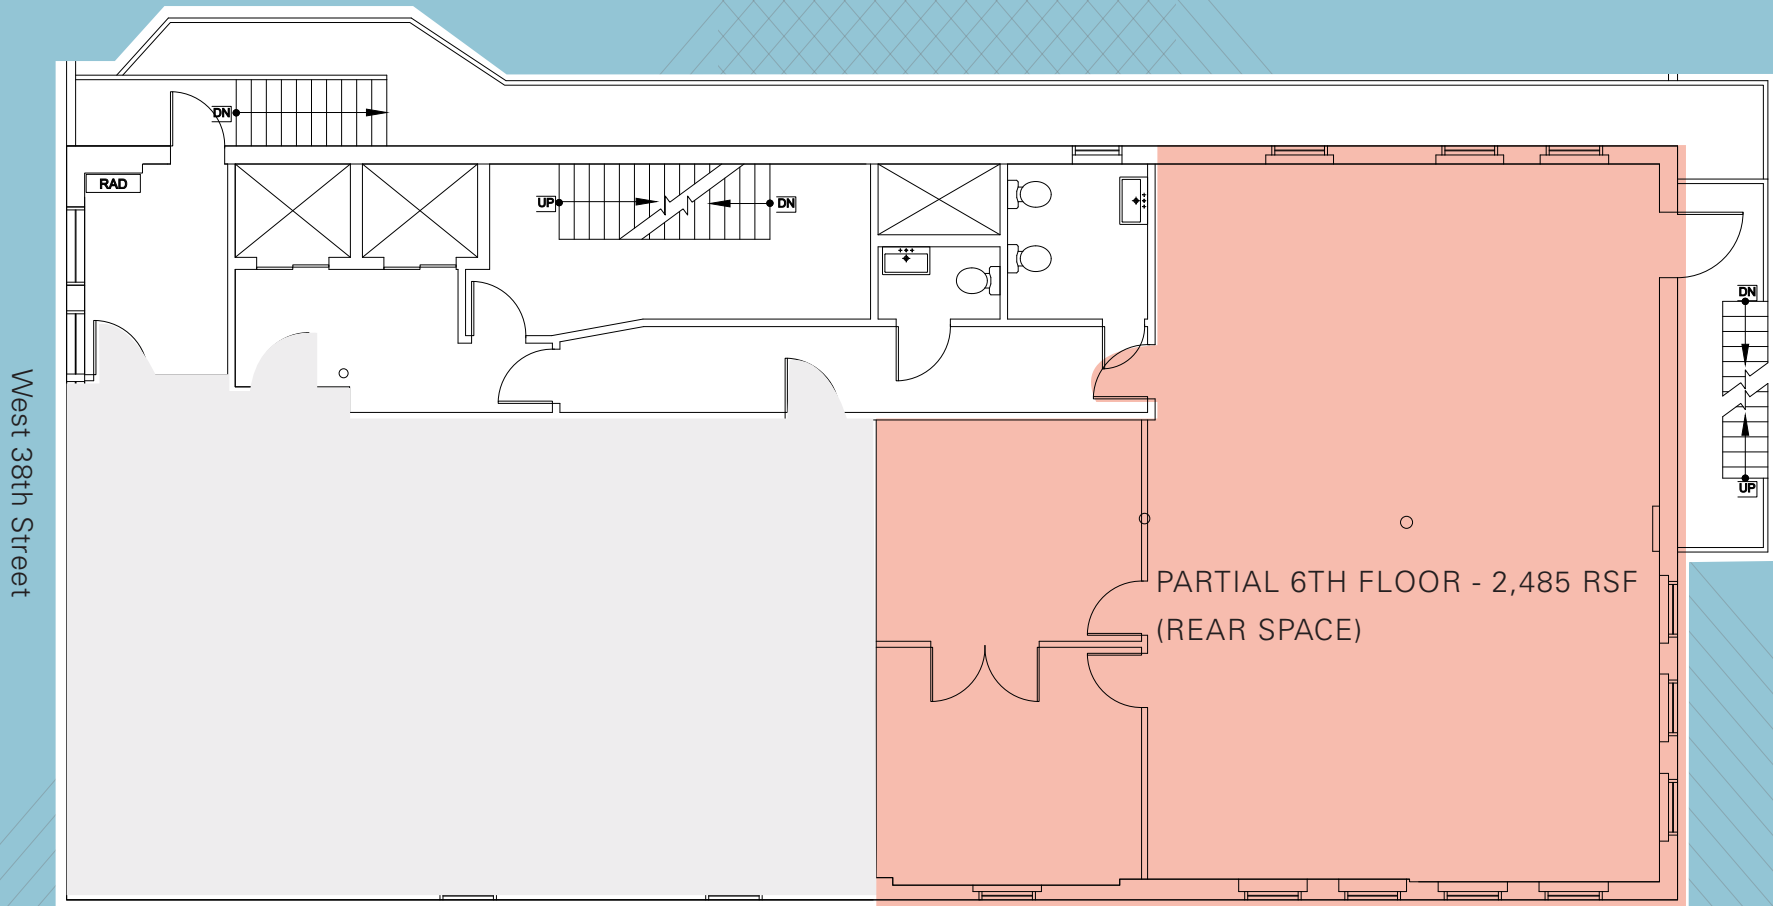 DN
RAD
UP
DN
DN
West 38th Street
UP
PARTIAL 6TH FLOOR - 2,485 RSF
(REAR SPACE)